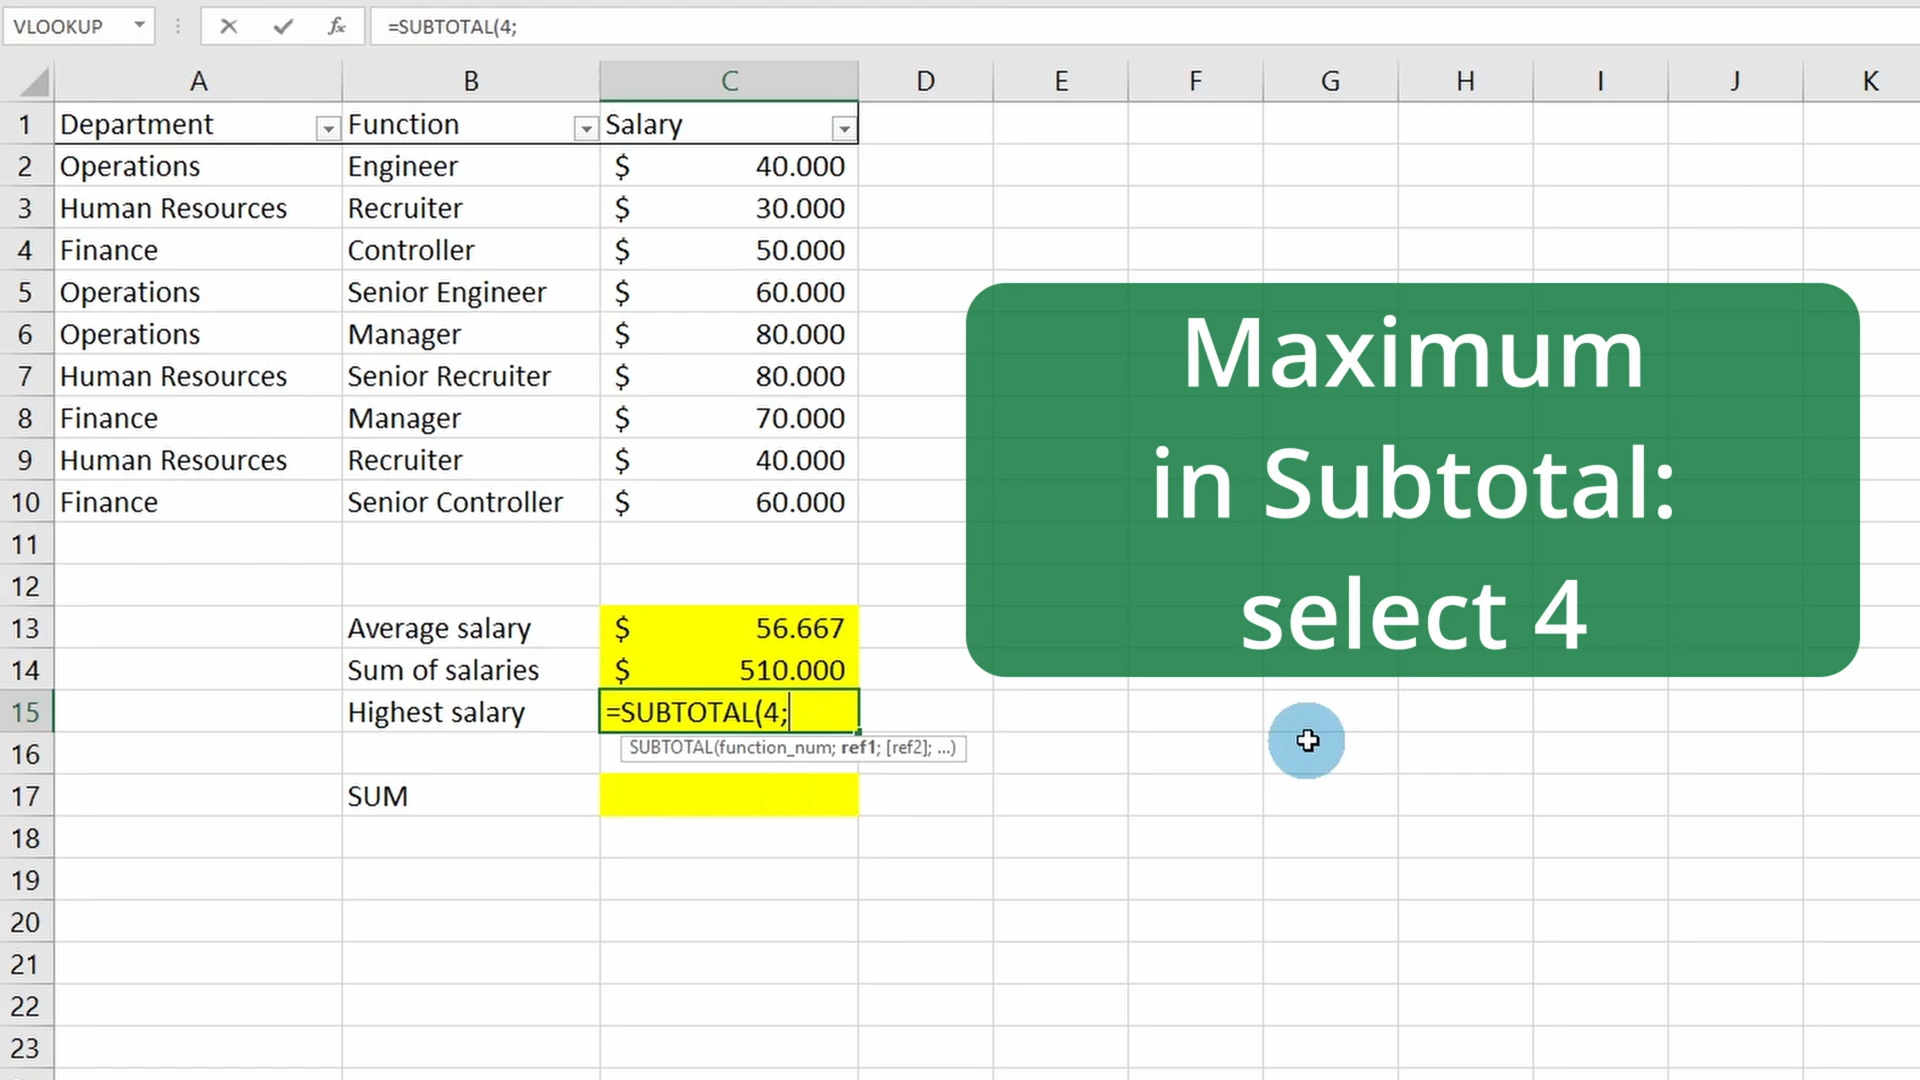 VLOOKUP =SUBTOTAL(4;
A B C D E F G H I J K
1 Department Function Salary
2 Operations Engineer $ 40.000
3 Human Resources Recruiter $ 30.000
4 Finance Controller $ 50.000
5 Operations Senior Engineer $ 60.000
6 Operations Manager $ 80.000
7 Human Resources Senior Recruiter $ 80.000
8 Finance Manager $ 70.000
9 Human Resources Recruiter $ 40.000
10 Finance Senior Controller $ 60.000
11
12
13 Average salary $ 56.667
14 Sum of salaries $ 510.000
15 Highest salary =SUBTOTAL(4;
SUBTOTAL(function_num; ref1; [ref2]; ...)
16
17 SUM
18
19
20
21
22
23
Maximum
in Subtotal:
select 4